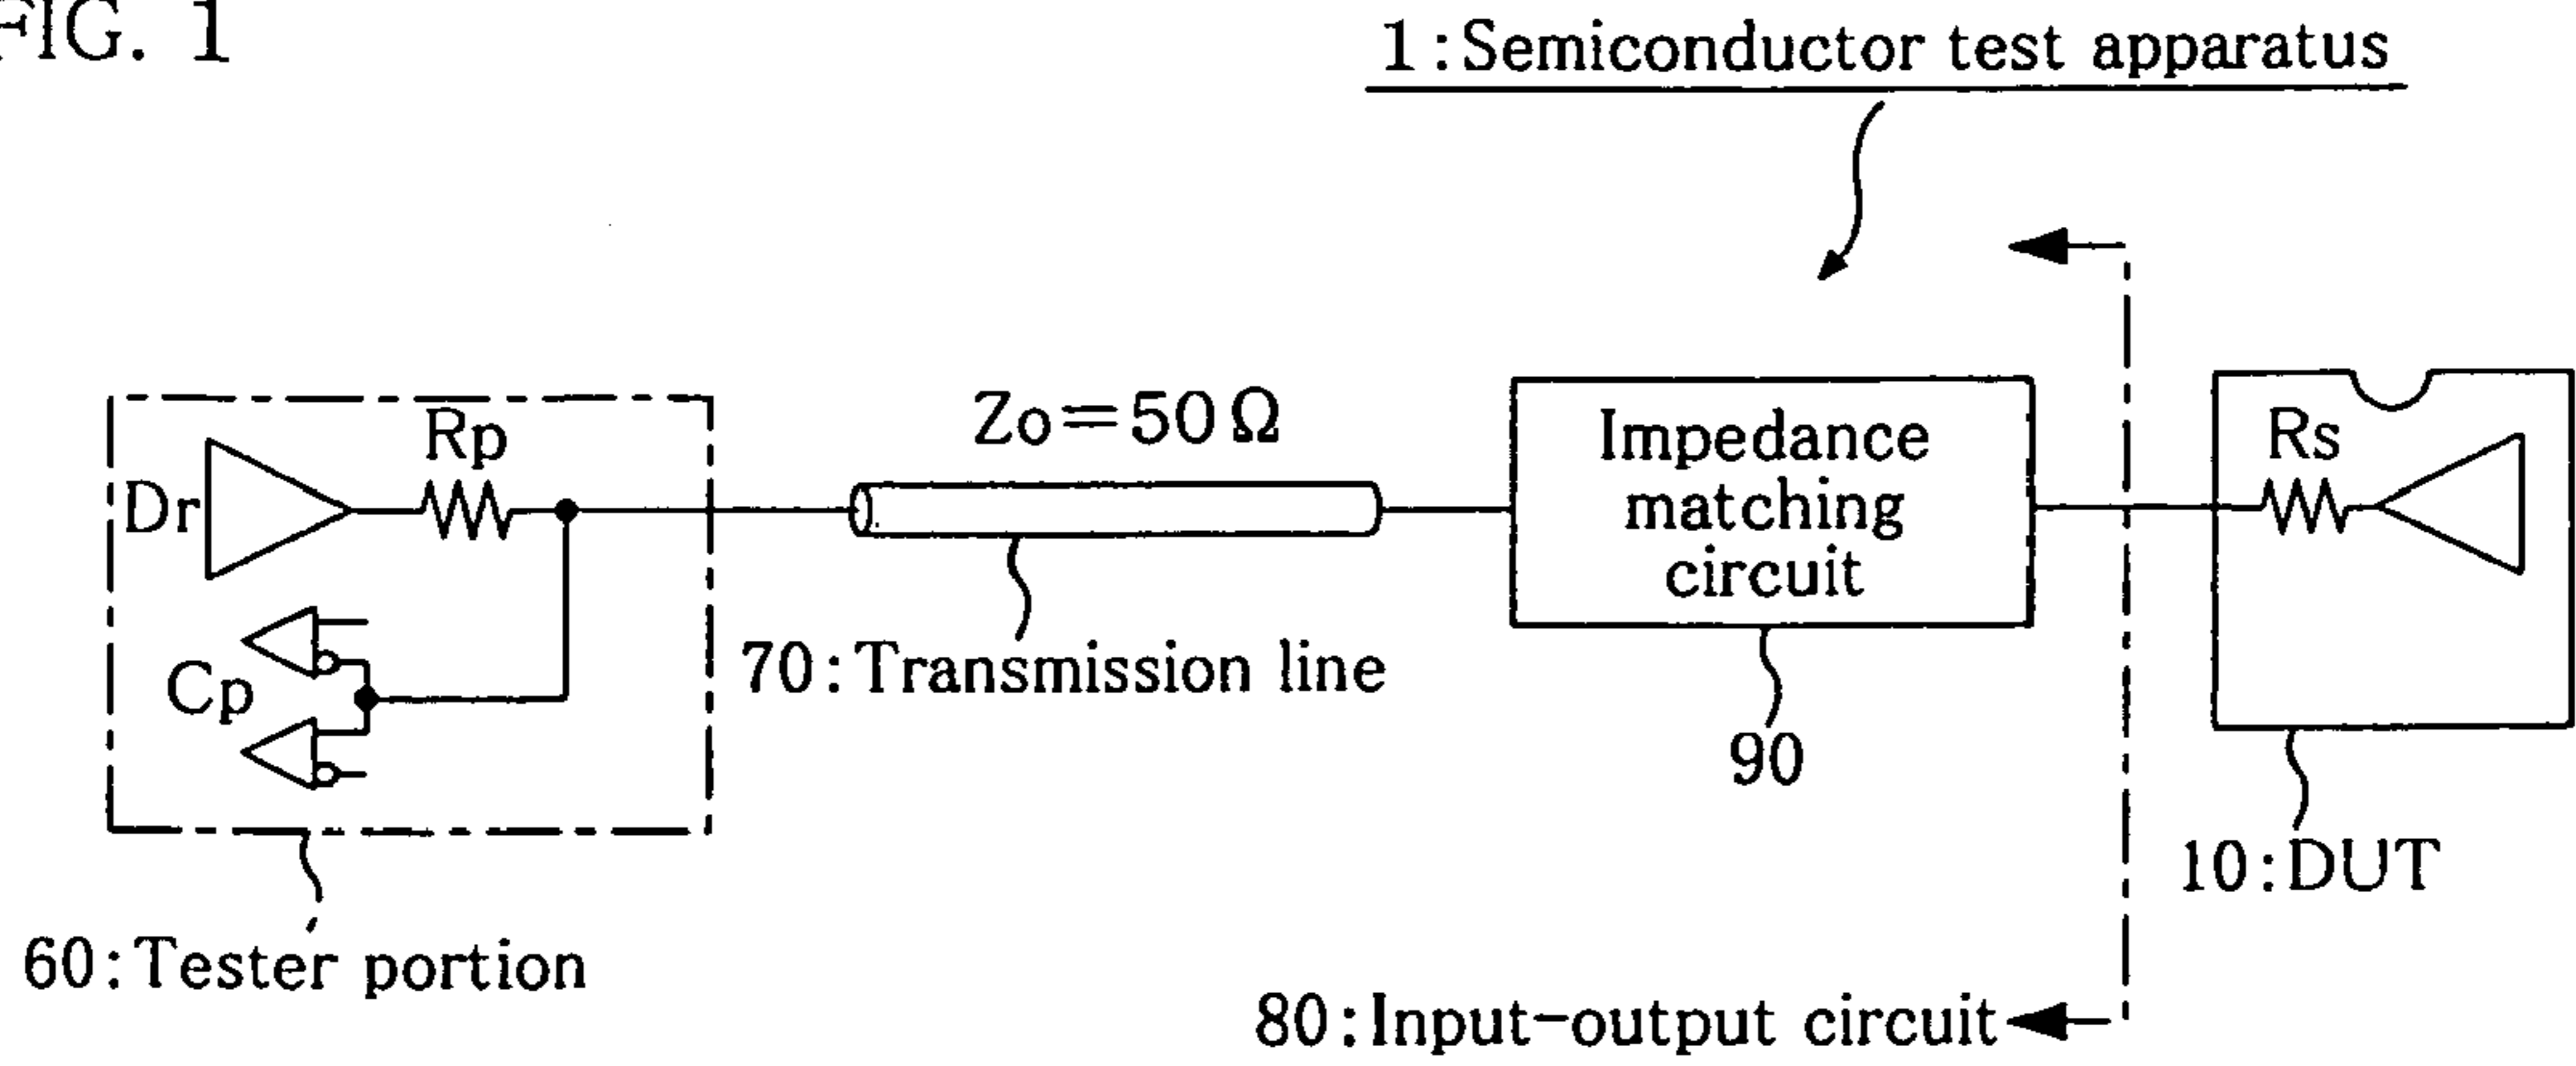 FIG. 1
1:Semiconductor test apparatus
Zo=50Ω
Rp
Dr
Cp
Impedance
matching
circuit
Rs
70:Transmission line
90
10:DUT
60:Tester portion
80:Input-output circuit